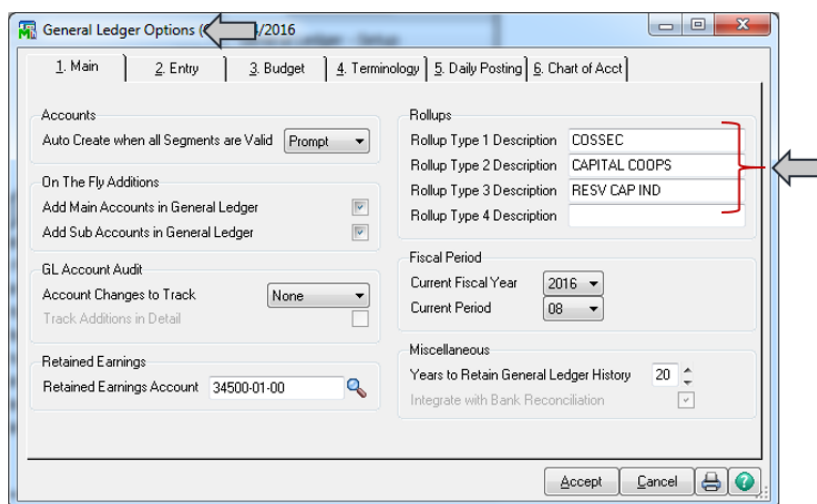 General Ledger Options ( /2016
1. Main 2. Entry 3. Budget 4. Terminology 5. Daily Posting 6. Chart of Acct
Accounts
Auto Create when all Segments are Valid Prompt
On The Fly Additions
Add Main Accounts in General Ledger
Add Sub Accounts in General Ledger
GL Account Audit
Account Changes to Track None
Track Additions in Detail
Retained Earnings
Retained Earnings Account 34500-01-00
Rollups
Rollup Type 1 Description COSSEC
Rollup Type 2 Description CAPITAL COOPS
Rollup Type 3 Description RESV CAP IND
Rollup Type 4 Description
Fiscal Period
Current Fiscal Year 2016
Current Period 08
Miscellaneous
Years to Retain General Ledger History 20
Integrate with Bank Reconciliation
Accept Cancel